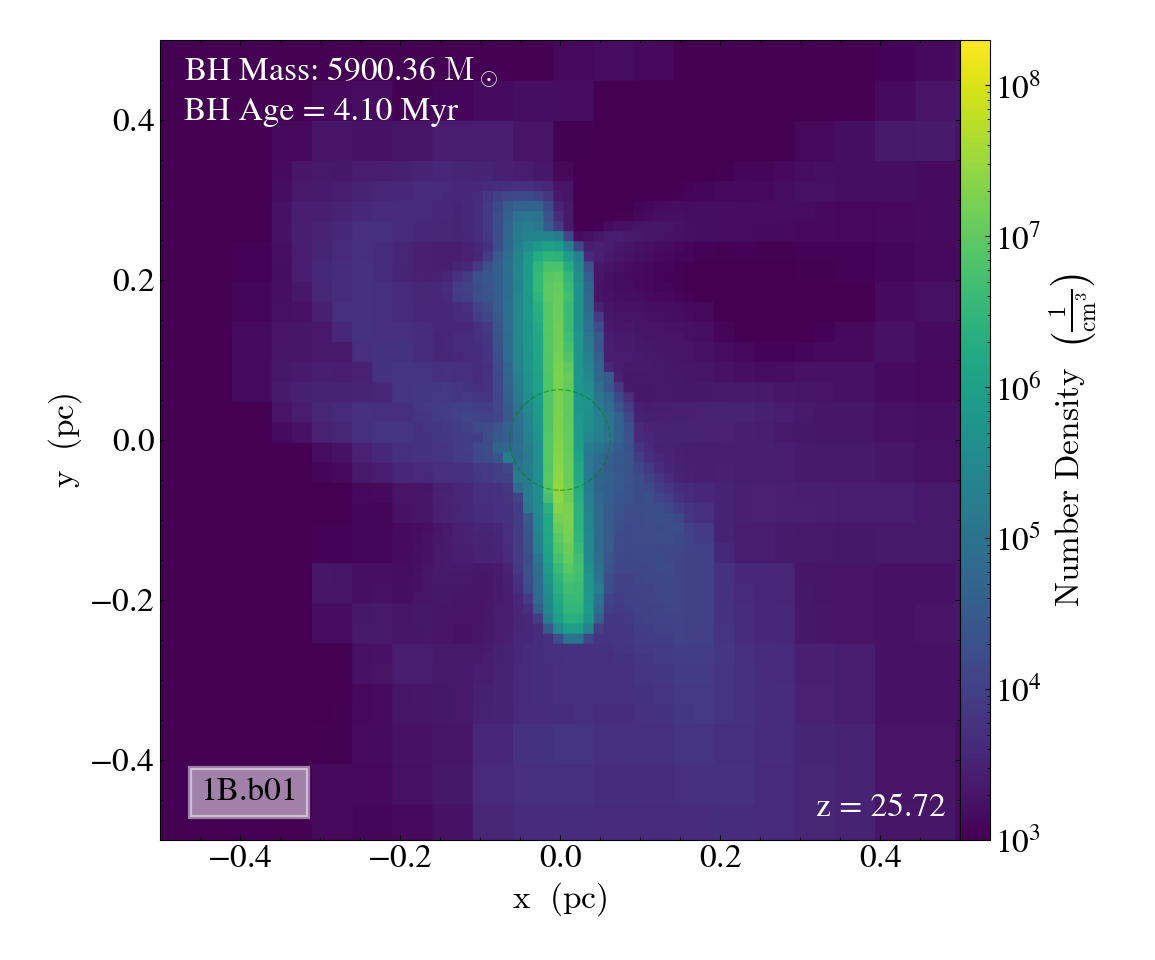 BH Mass: 5900.36 M⊙
BH Age = 4.10 Myr
0.4
0.2
0.0
−0.2
−0.4
y (pc)
1B.b01
z = 25.72
−0.4 −0.2 0.0 0.2 0.4
x (pc)
10⁸
10⁷
10⁶
10⁵
10⁴
10³
Number Density (1/cm³)